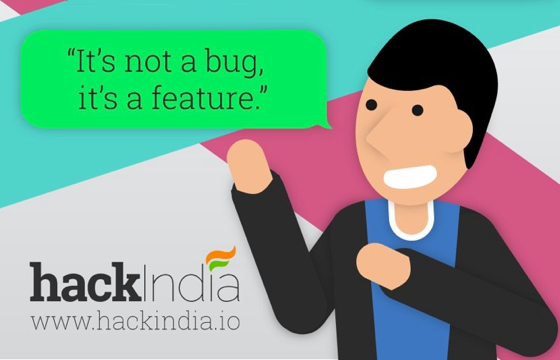 “It’s not a bug,
it’s a feature.”
hackIndia
www.hackindia.io